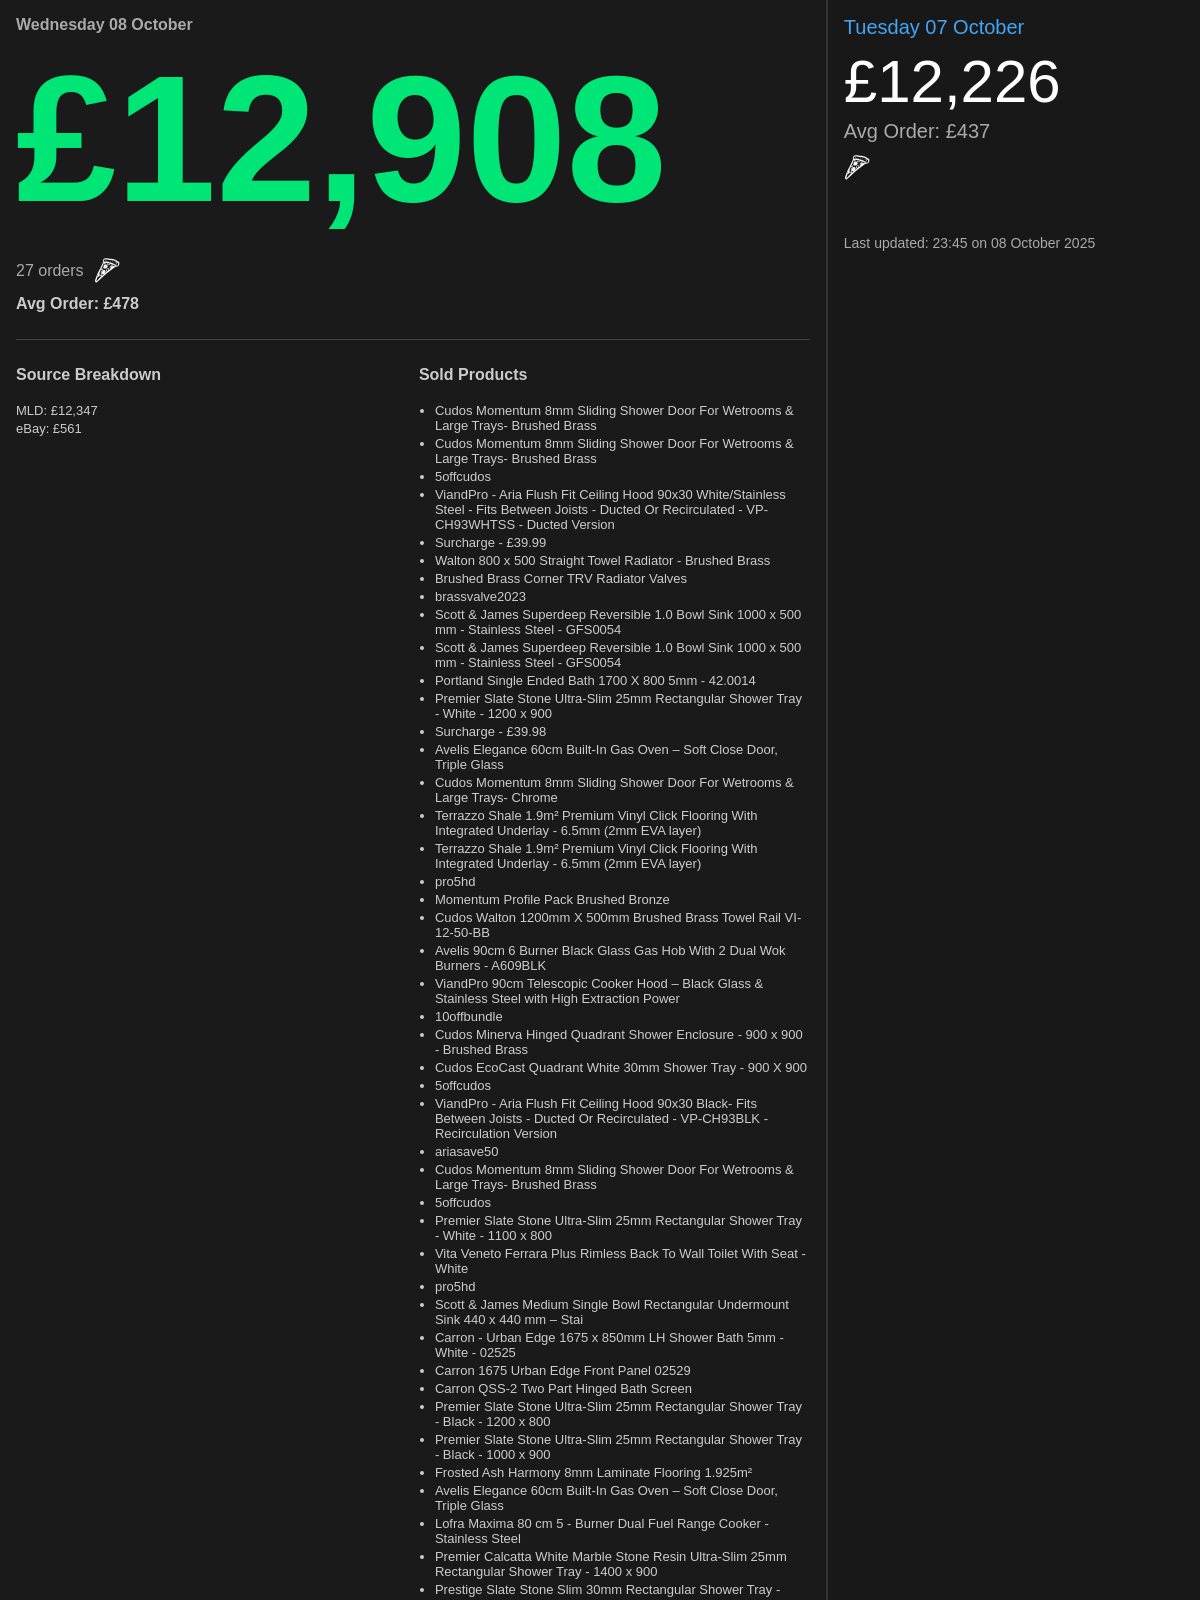 Wednesday 08 October
£12,908
27 orders
Avg Order: £478
Source Breakdown
MLD: £12,347
eBay: £561
Sold Products
Cudos Momentum 8mm Sliding Shower Door For Wetrooms &
Large Trays- Brushed Brass
Cudos Momentum 8mm Sliding Shower Door For Wetrooms &
Large Trays- Brushed Brass
5offcudos
ViandPro - Aria Flush Fit Ceiling Hood 90x30 White/Stainless
Steel - Fits Between Joists - Ducted Or Recirculated - VP-
CH93WHTSS - Ducted Version
Surcharge - £39.99
Walton 800 x 500 Straight Towel Radiator - Brushed Brass
Brushed Brass Corner TRV Radiator Valves
brassvalve2023
Scott & James Superdeep Reversible 1.0 Bowl Sink 1000 x 500
mm - Stainless Steel - GFS0054
Scott & James Superdeep Reversible 1.0 Bowl Sink 1000 x 500
mm - Stainless Steel - GFS0054
Portland Single Ended Bath 1700 X 800 5mm - 42.0014
Premier Slate Stone Ultra-Slim 25mm Rectangular Shower Tray
- White - 1200 x 900
Surcharge - £39.98
Avelis Elegance 60cm Built-In Gas Oven – Soft Close Door,
Triple Glass
Cudos Momentum 8mm Sliding Shower Door For Wetrooms &
Large Trays- Chrome
Terrazzo Shale 1.9m² Premium Vinyl Click Flooring With
Integrated Underlay - 6.5mm (2mm EVA layer)
Terrazzo Shale 1.9m² Premium Vinyl Click Flooring With
Integrated Underlay - 6.5mm (2mm EVA layer)
pro5hd
Momentum Profile Pack Brushed Bronze
Cudos Walton 1200mm X 500mm Brushed Brass Towel Rail VI-
12-50-BB
Avelis 90cm 6 Burner Black Glass Gas Hob With 2 Dual Wok
Burners - A609BLK
ViandPro 90cm Telescopic Cooker Hood – Black Glass &
Stainless Steel with High Extraction Power
10offbundle
Cudos Minerva Hinged Quadrant Shower Enclosure - 900 x 900
- Brushed Brass
Cudos EcoCast Quadrant White 30mm Shower Tray - 900 X 900
5offcudos
ViandPro - Aria Flush Fit Ceiling Hood 90x30 Black- Fits
Between Joists - Ducted Or Recirculated - VP-CH93BLK -
Recirculation Version
ariasave50
Cudos Momentum 8mm Sliding Shower Door For Wetrooms &
Large Trays- Brushed Brass
5offcudos
Premier Slate Stone Ultra-Slim 25mm Rectangular Shower Tray
- White - 1100 x 800
Vita Veneto Ferrara Plus Rimless Back To Wall Toilet With Seat -
White
pro5hd
Scott & James Medium Single Bowl Rectangular Undermount
Sink 440 x 440 mm – Stai
Carron - Urban Edge 1675 x 850mm LH Shower Bath 5mm -
White - 02525
Carron 1675 Urban Edge Front Panel 02529
Carron QSS-2 Two Part Hinged Bath Screen
Premier Slate Stone Ultra-Slim 25mm Rectangular Shower Tray
- Black - 1200 x 800
Premier Slate Stone Ultra-Slim 25mm Rectangular Shower Tray
- Black - 1000 x 900
Frosted Ash Harmony 8mm Laminate Flooring 1.925m²
Avelis Elegance 60cm Built-In Gas Oven – Soft Close Door,
Triple Glass
Lofra Maxima 80 cm 5 - Burner Dual Fuel Range Cooker -
Stainless Steel
Premier Calcatta White Marble Stone Resin Ultra-Slim 25mm
Rectangular Shower Tray - 1400 x 900
Prestige Slate Stone Slim 30mm Rectangular Shower Tray -
Tuesday 07 October
£12,226
Avg Order: £437
Last updated: 23:45 on 08 October 2025